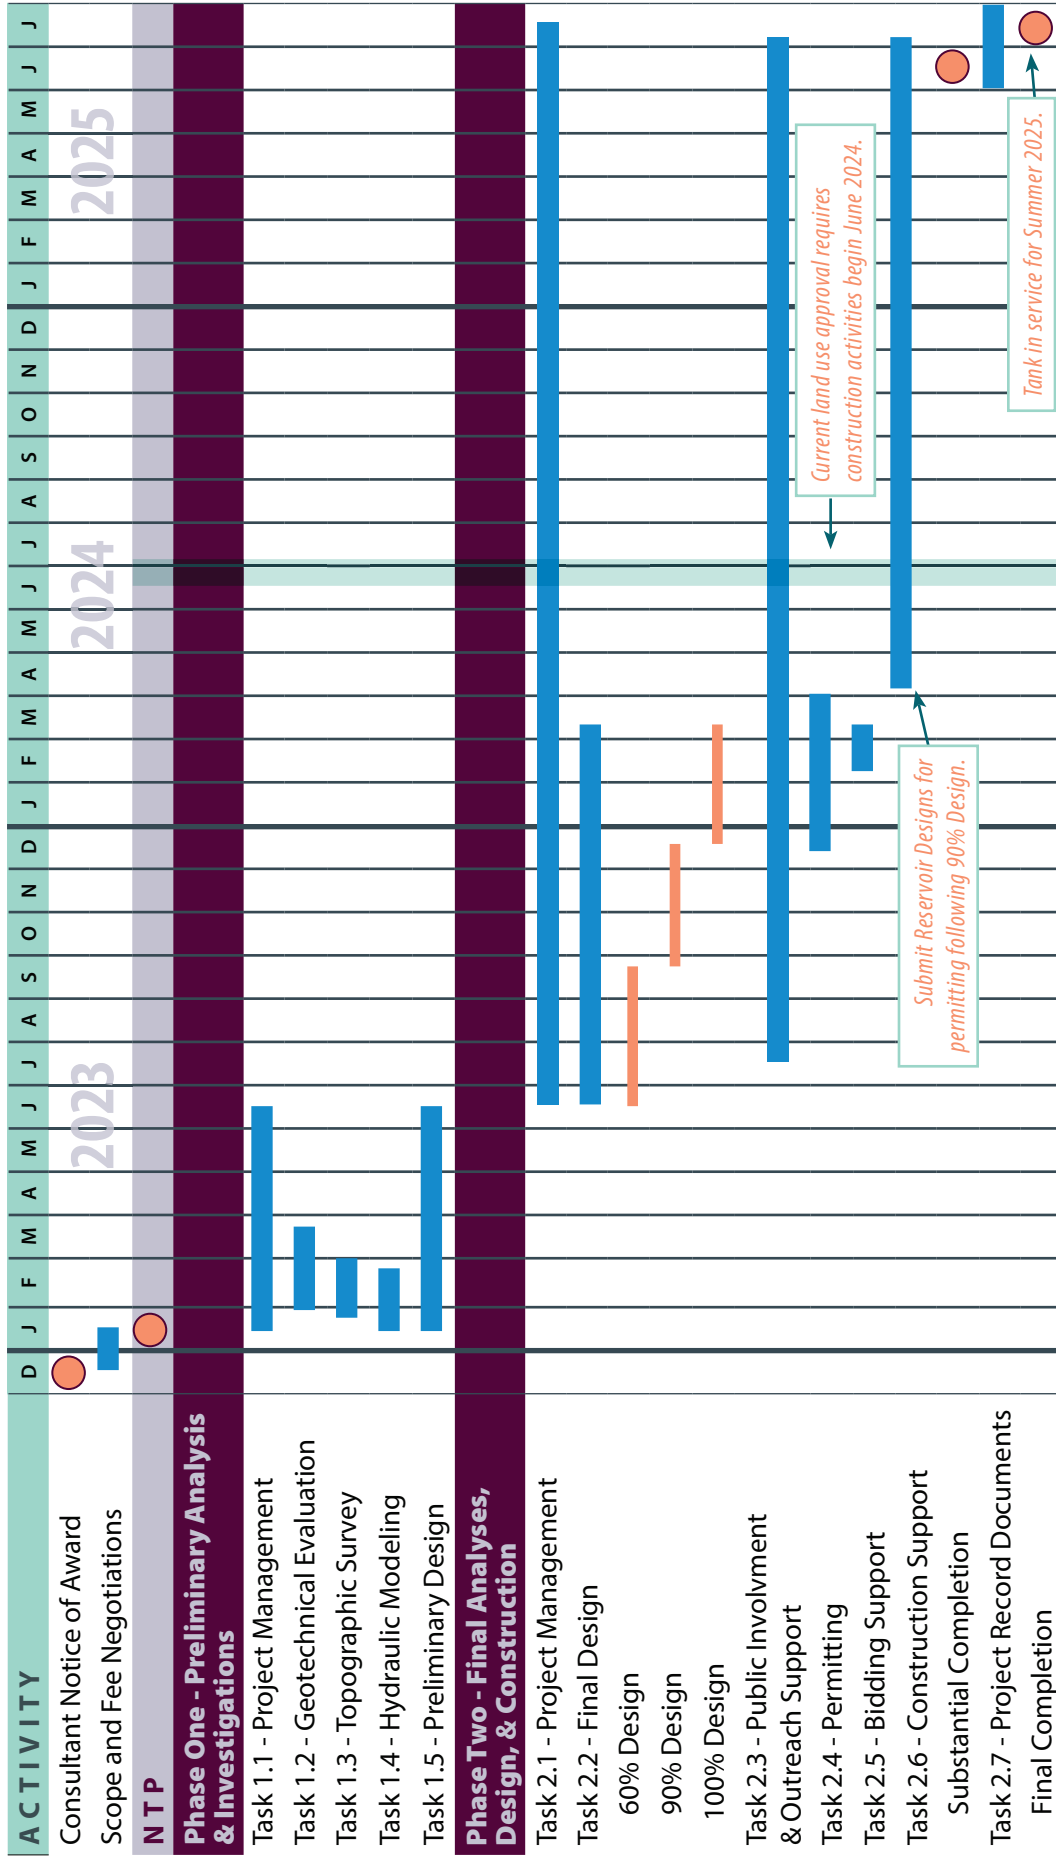 ACTIVITY D J F M A M J J A S O N D J F M A M J J A S O N D J F M A M J J
2023 2024 2025
Consultant Notice of Award
Scope and Fee Negotiations
NTP
Phase One - Preliminary Analysis
& Investigations
Task 1.1 - Project Management
Task 1.2 - Geotechnical Evaluation
Task 1.3 - Topographic Survey
Task 1.4 - Hydraulic Modeling
Task 1.5 - Preliminary Design
Phase Two - Final Analyses,
Design, & Construction
Task 2.1 - Project Management
Task 2.2 - Final Design
60% Design
90% Design
100% Design
Task 2.3 - Public Involvment
& Outreach Support
Task 2.4 - Permitting
Task 2.5 - Bidding Support
Task 2.6 - Construction Support
Substantial Completion
Task 2.7 - Project Record Documents
Final Completion
Current land use approval requires
construction activities begin June 2024.
Submit Reservoir Designs for
permitting following 90% Design.
Tank in service for Summer 2025.